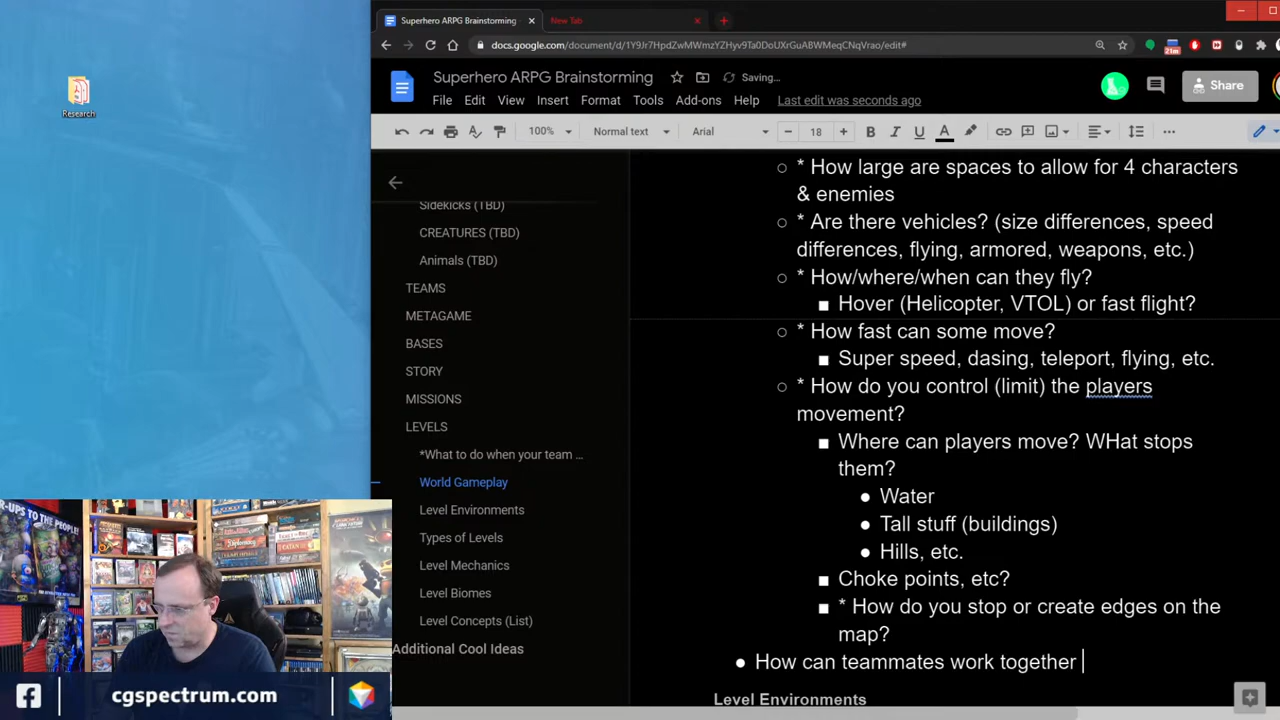 Superhero ARPG Brainstorming
New Tab
docs.google.com/document/d/1Y9Jr7HpdZwMWmzYZHyv9Ta0DoUXrGuABWMeqCNqVrao/edit#
21m
Research
Superhero ARPG Brainstorming
Saving...
File Edit View Insert Format Tools Add-ons Help Last edit was seconds ago
Share
100% Normal text Arial 18
Sidekicks (TBD)
CREATURES (TBD)
Animals (TBD)
TEAMS
METAGAME
BASES
STORY
MISSIONS
LEVELS
*What to do when your team ...
World Gameplay
Level Environments
Types of Levels
Level Mechanics
Level Biomes
Level Concepts (List)
Additional Cool Ideas
* How large are spaces to allow for 4 characters
& enemies
* Are there vehicles? (size differences, speed
differences, flying, armored, weapons, etc.)
* How/where/when can they fly?
Hover (Helicopter, VTOL) or fast flight?
* How fast can some move?
Super speed, dasing, teleport, flying, etc.
* How do you control (limit) the players
movement?
Where can players move? WHat stops
them?
Water
Tall stuff (buildings)
Hills, etc.
Choke points, etc?
* How do you stop or create edges on the
map?
How can teammates work together
Level Environments
cgspectrum.com